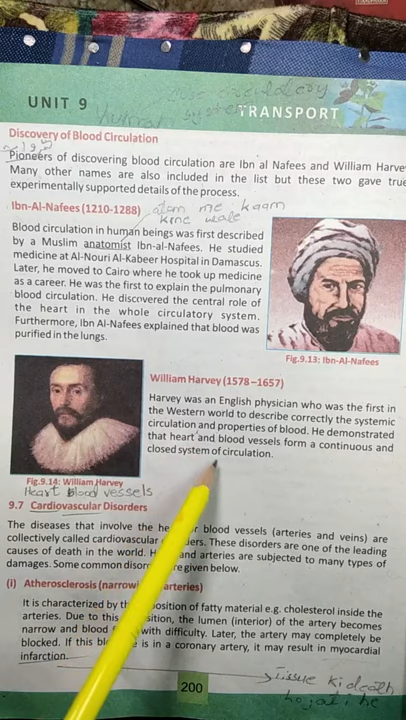 circulatory
UNIT 9
Human system
TRANSPORT
Discovery of Blood Circulation
Pioneers of discovering blood circulation are Ibn al Nafees and William Harve
Many other names are also included in the list but these two gave true
experimentally supported details of the process.
Ibn-Al-Nafees (1210-1288)
me kaam
krne wale
Blood circulation in human beings was first described
by a Muslim anatomist Ibn-al-Nafees. He studied
medicine at Al-Nouri Al-Kabeer Hospital in Damascus.
Later, he moved to Cairo where he took up medicine
as a career. He was the first to explain the pulmonary
blood circulation. He discovered the central role of
the heart in the whole circulatory system.
Furthermore, Ibn Al-Nafees explained that blood was
purified in the lungs.
Fig.9.13: Ibn-Al-Nafees
William Harvey (1578-1657)
Harvey was an English physician who was the first in
the Western world to describe correctly the systemic
circulation and properties of blood. He demonstrated
that heart and blood vessels form a continuous and
closed system of circulation.
Fig.9.14: William Harvey
Heart Blood vessels
9.7 Cardiovascular Disorders
The diseases that involve the he r blood vessels (arteries and veins) are
collectively called cardiovascular ders. These disorders are one of the leading
causes of death in the world. H and arteries are subjected to many types of
damages. Some common disor re given below.
(i) Atherosclerosis (narrow arteries)
It is characterized by th position of fatty material e.g. cholesterol inside the
arteries. Due to this sition, the lumen (interior) of the artery becomes
narrow and blood f with difficulty. Later, the artery may completely be
blocked. If this blo is in a coronary artery, it may result in myocardial
infarction.
Tissue ki death
ho jati he
200